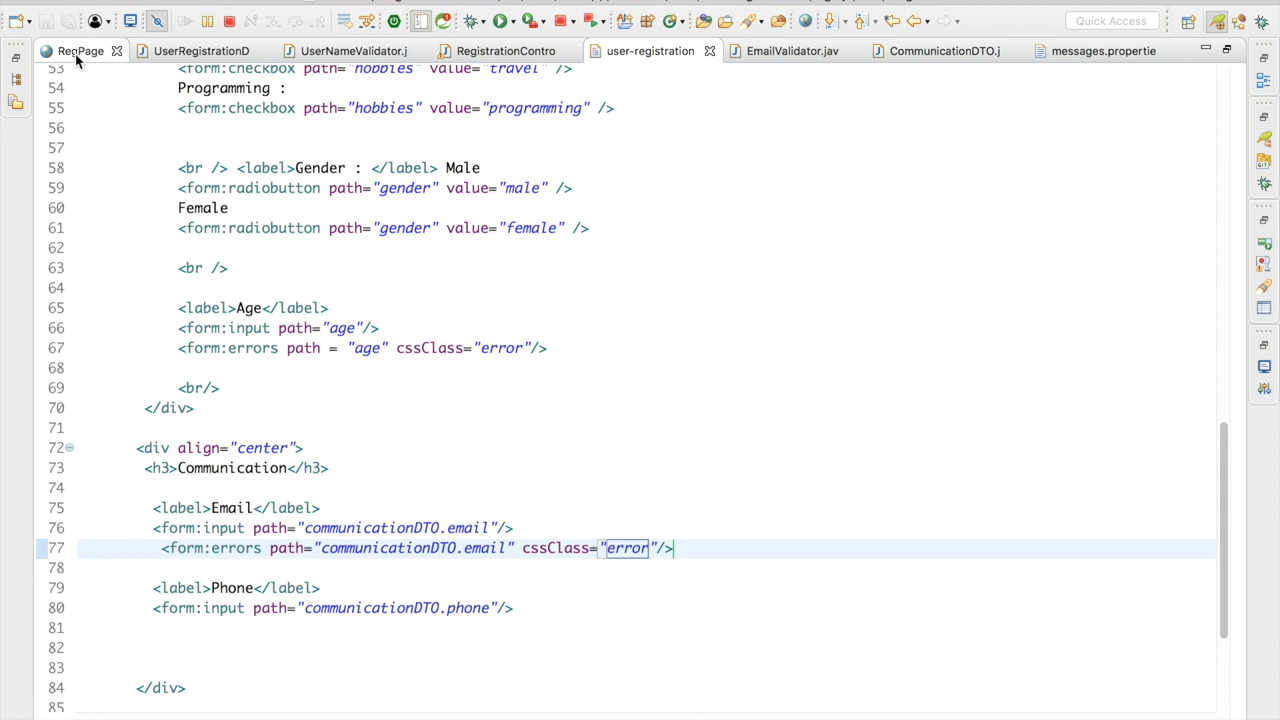 Quick Access
RegPage UserRegistrationD UserNameValidator.j RegistrationContro user-registration EmailValidator.jav CommunicationDTO.j messages.propertie
53 <form:checkbox path="hobbies" value="travel" />
54 Programming :
55 <form:checkbox path="hobbies" value="programming" />
56
57
58 <br /> <label>Gender : </label> Male
59 <form:radiobutton path="gender" value="male" />
60 Female
61 <form:radiobutton path="gender" value="female" />
62
63 <br />
64
65 <label>Age</label>
66 <form:input path="age"/>
67 <form:errors path = "age" cssClass="error"/>
68
69 <br/>
70 </div>
71
72 <div align="center">
73 <h3>Communication</h3>
74
75 <label>Email</label>
76 <form:input path="communicationDTO.email"/>
77 <form:errors path="communicationDTO.email" cssClass="error"/>
78
79 <label>Phone</label>
80 <form:input path="communicationDTO.phone"/>
81
82
83
84 </div>
85